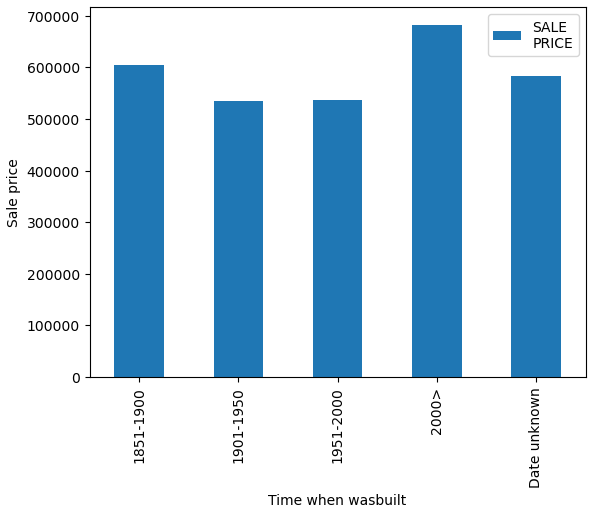 700000
600000
500000
400000
300000
200000
100000
0
Sale price
SALE
PRICE
1851-1900
1901-1950
1951-2000
2000>
Date unknown
Time when wasbuilt